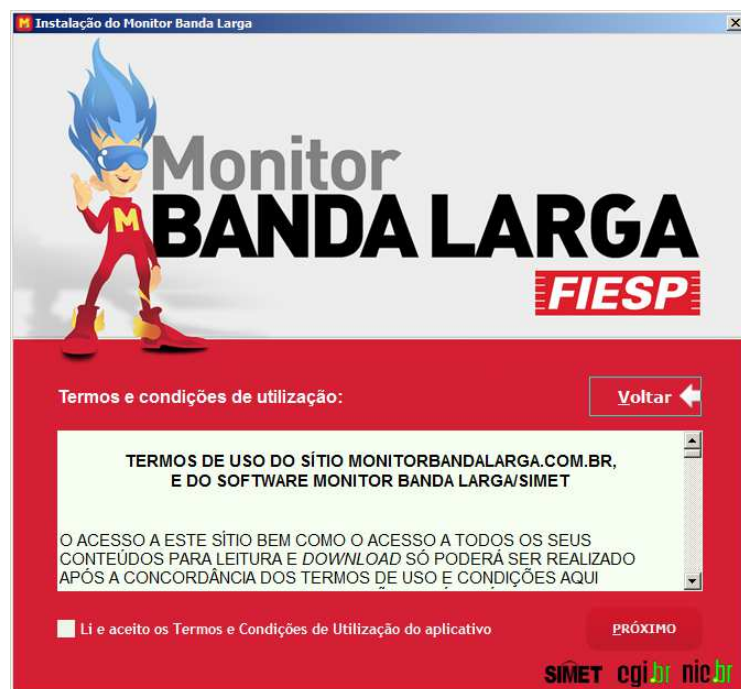 M Instalação do Monitor Banda Larga
Monitor
BANDA LARGA
M
FIESP
Termos e condições de utilização:
Voltar
TERMOS DE USO DO SÍTIO MONITORBANDALARGA.COM.BR,
E DO SOFTWARE MONITOR BANDA LARGA/SIMET
O ACESSO A ESTE SÍTIO BEM COMO O ACESSO A TODOS OS SEUS
CONTEÚDOS PARA LEITURA E DOWNLOAD SÓ PODERÁ SER REALIZADO
APÓS A CONCORDÂNCIA DOS TERMOS DE USO E CONDIÇÕES AQUI
Li e aceito os Termos e Condições de Utilização do aplicativo
PRÓXIMO
SIMET cgi.br nic.br